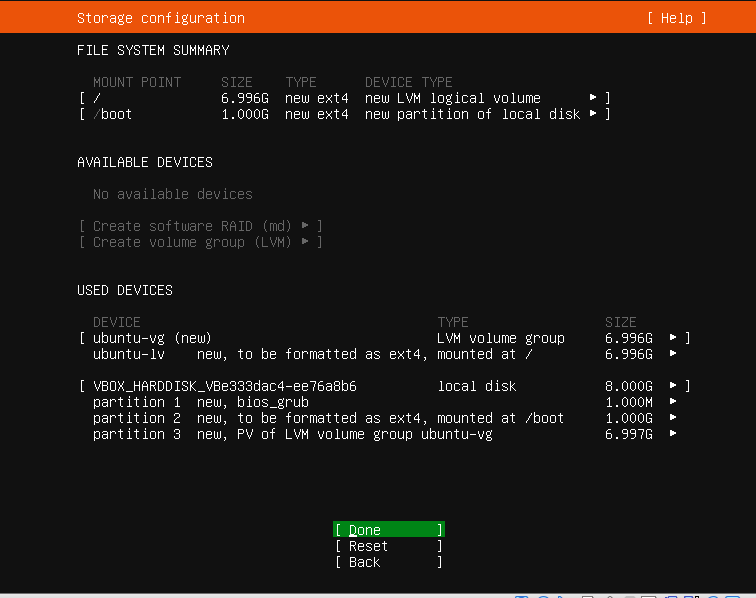 Storage configuration [ Help ]
FILE SYSTEM SUMMARY
MOUNT POINT SIZE TYPE DEVICE TYPE
[ / 6.996G new ext4 new LVM logical volume ▸ ]
[ /boot 1.000G new ext4 new partition of local disk ▸ ]
AVAILABLE DEVICES
No available devices
[ Create software RAID (md) ▸ ]
[ Create volume group (LVM) ▸ ]
USED DEVICES
DEVICE TYPE SIZE
[ ubuntu-vg (new) LVM volume group 6.996G ▸ ]
ubuntu-lv new, to be formatted as ext4, mounted at / 6.996G ▸
[ VBOX_HARDDISK_VBe333dac4-ee76a8b6 local disk 8.000G ▸ ]
partition 1 new, bios_grub 1.000M ▸
partition 2 new, to be formatted as ext4, mounted at /boot 1.000G ▸
partition 3 new, PV of LVM volume group ubuntu-vg 6.997G ▸
[ Done ]
[ Reset ]
[ Back ]